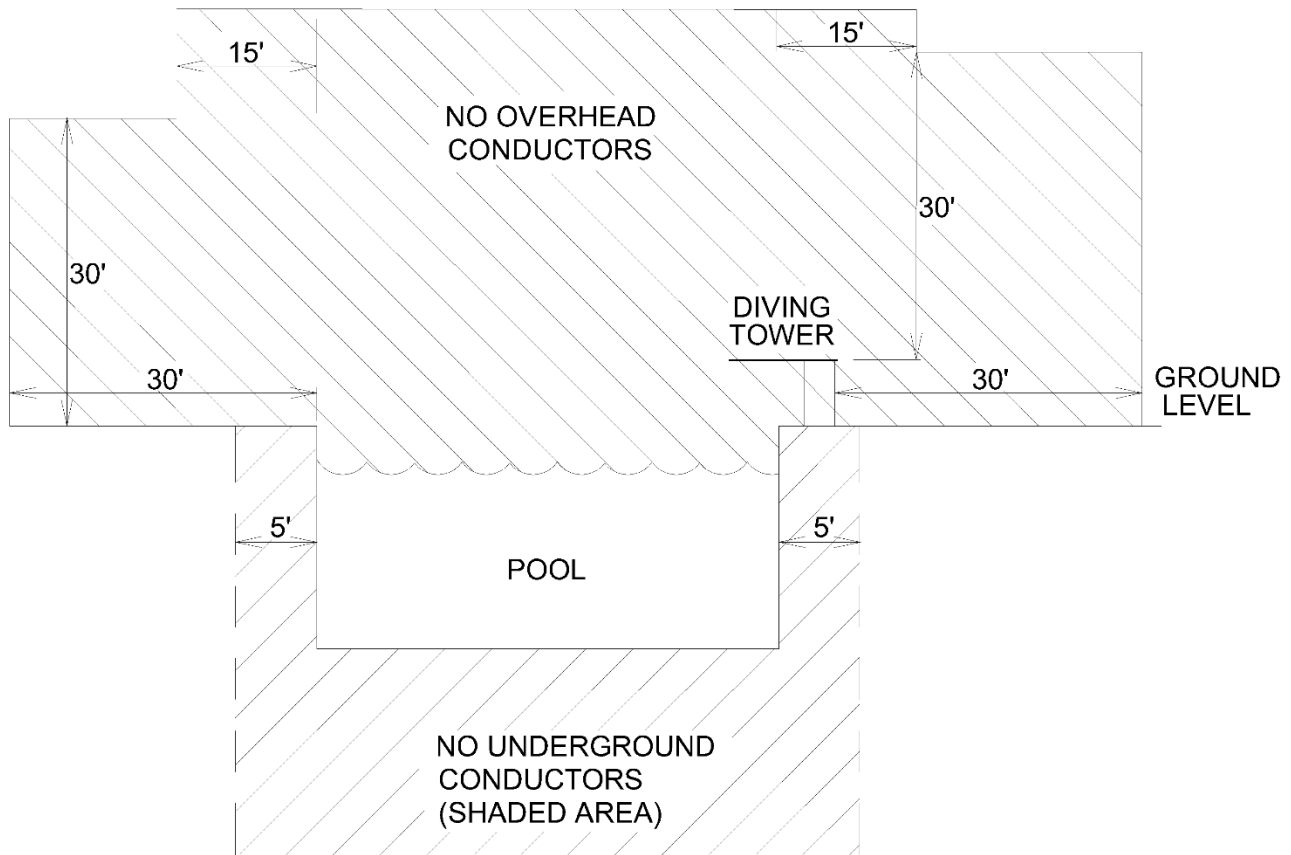 15'
15'
NO OVERHEAD
CONDUCTORS
30'
30'
DIVING
TOWER
30'
30'
GROUND
LEVEL
5'
5'
POOL
NO UNDERGROUND
CONDUCTORS
(SHADED AREA)